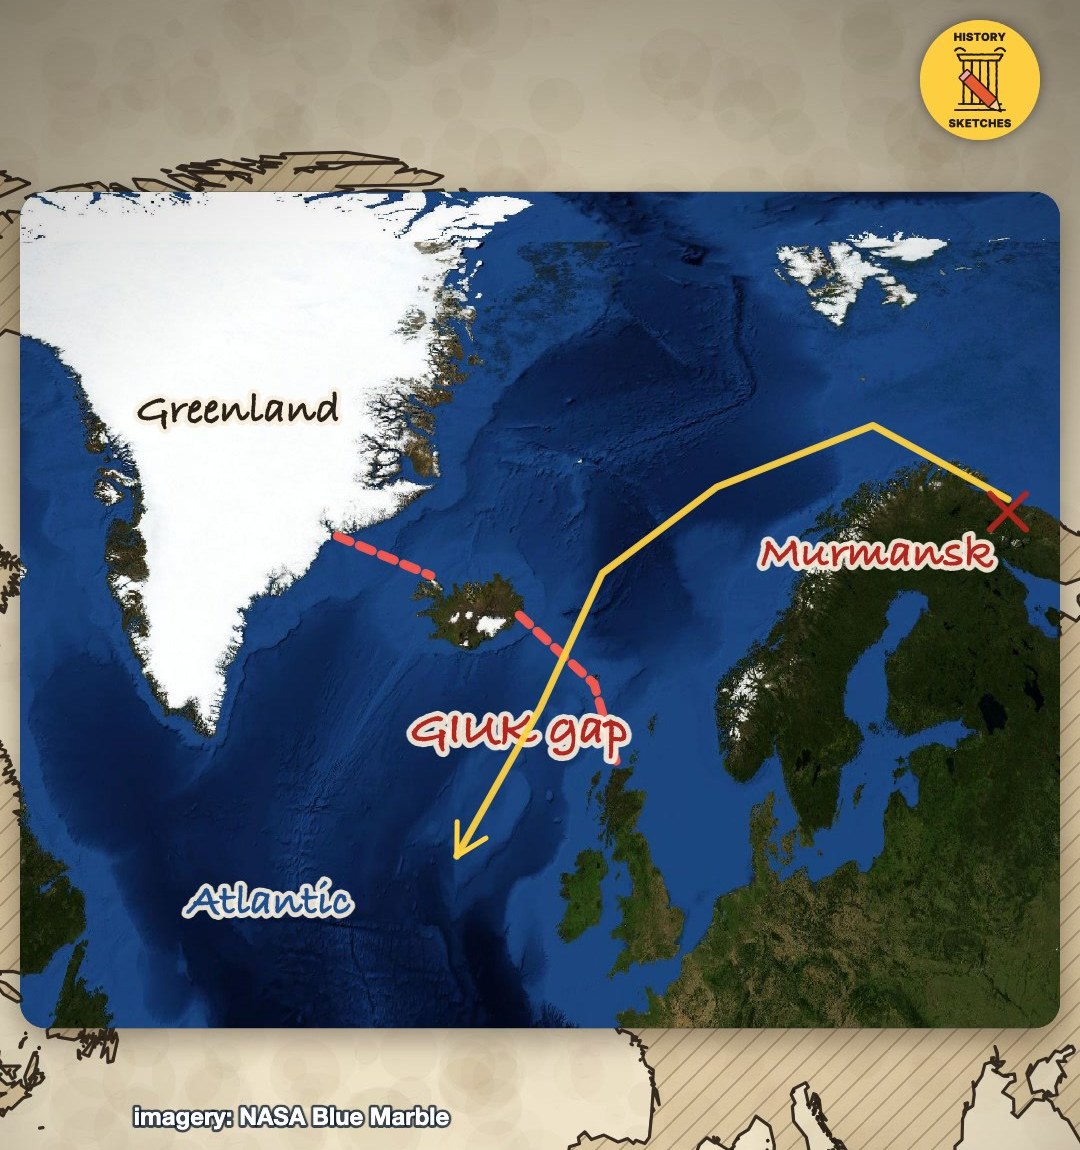 HISTORY
SKETCHES
Greenland
Murmansk
GIUK gap
Atlantic
imagery: NASA Blue Marble